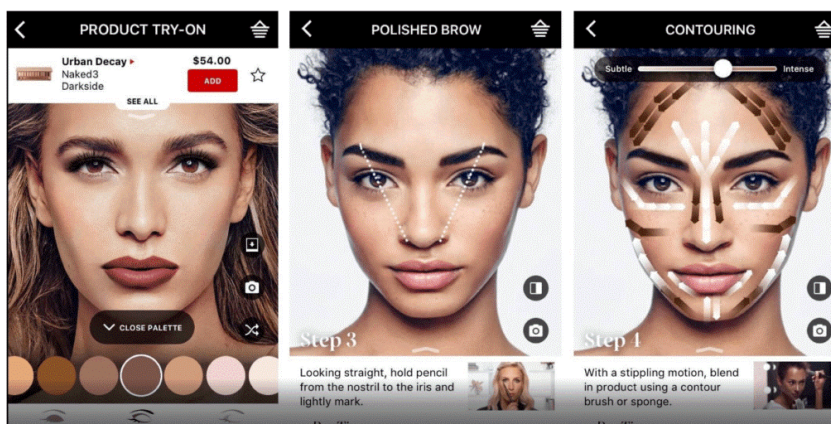 PRODUCT TRY-ON
Urban Decay
$54.00
Naked3
ADD
Darkside
SEE ALL
CLOSE PALETTE
POLISHED BROW
Step 3
Looking straight, hold pencil
from the nostril to the iris and
lightly mark.
CONTOURING
Subtle
Intense
Step 4
With a stippling motion, blend
in product using a contour
brush or sponge.